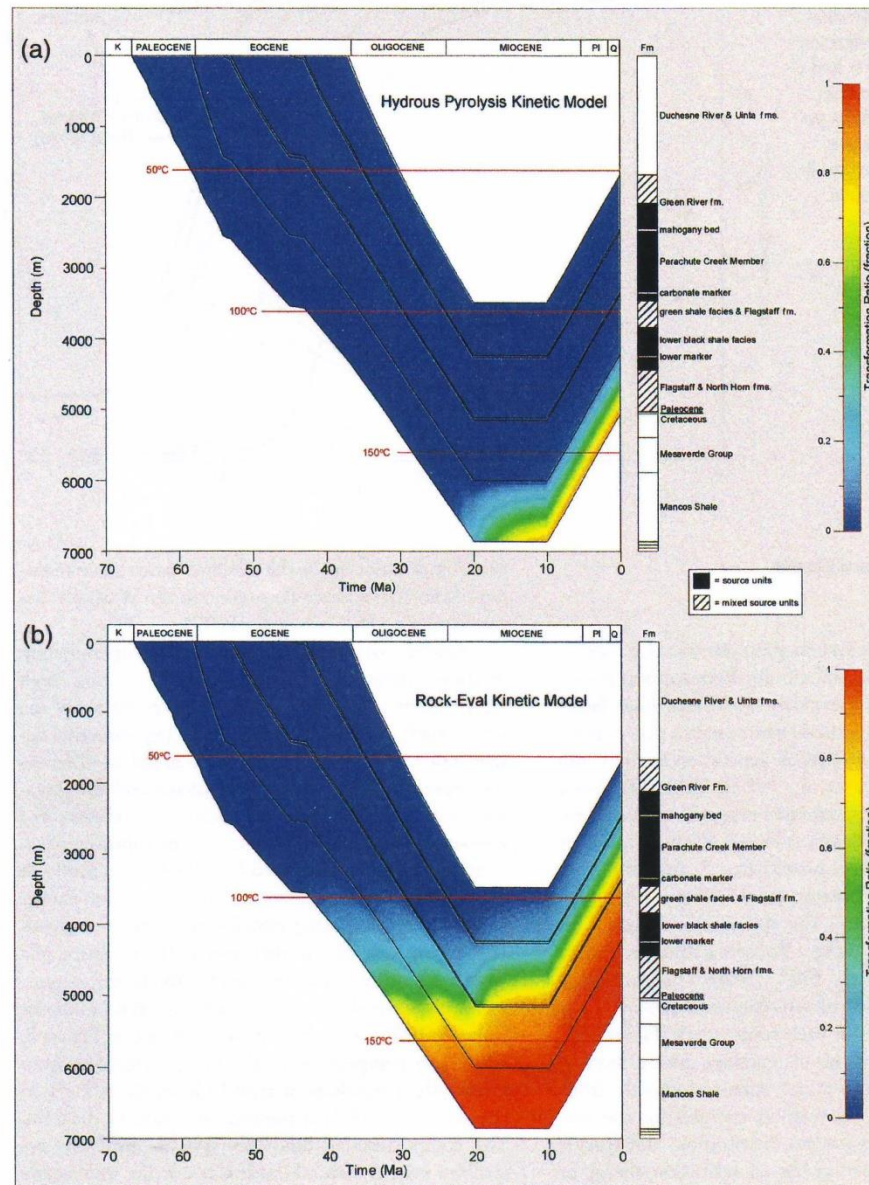 (a)
K PALEOCENE EOCENE OLIGOCENE MIOCENE Pl Q Fm
Hydrous Pyrolysis Kinetic Model
0
1000
2000
3000
4000
5000
6000
7000
Depth (m)
50ºC
100ºC
150ºC
70 60 50 40 30 20 10 0
Time (Ma)
Duchesne River & Uinta fms.
Green River fm.
mahogany bed
Parachute Creek Member
carbonate marker
green shale facies & Flagstaff fm.
lower black shale facies
lower marker
Flagstaff & North Horn fms.
Paleocene
Cretaceous
Mesaverde Group
Mancos Shale
1
0.8
0.6
0.4
0.2
0
Transformation Ratio (fraction)
= source units
= mixed source units
(b)
K PALEOCENE EOCENE OLIGOCENE MIOCENE Pl Q Fm
Rock-Eval Kinetic Model
0
1000
2000
3000
4000
5000
6000
7000
Depth (m)
50ºC
100ºC
150ºC
70 60 50 40 30 20 10 0
Time (Ma)
Duchesne River & Uinta fms.
Green River Fm.
mahogany bed
Parachute Creek Member
carbonate marker
green shale facies & Flagstaff fm.
lower black shale facies
lower marker
Flagstaff & North Horn fms.
Paleocene
Cretaceous
Mesaverde Group
Mancos Shale
1
0.8
0.6
0.4
0.2
0
Transformation Ratio (fraction)